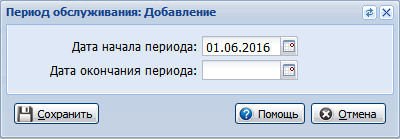 Период обслуживания: Добавление
Дата начала периода: 01.06.2016
Дата окончания периода:
Сохранить Помощь Отмена